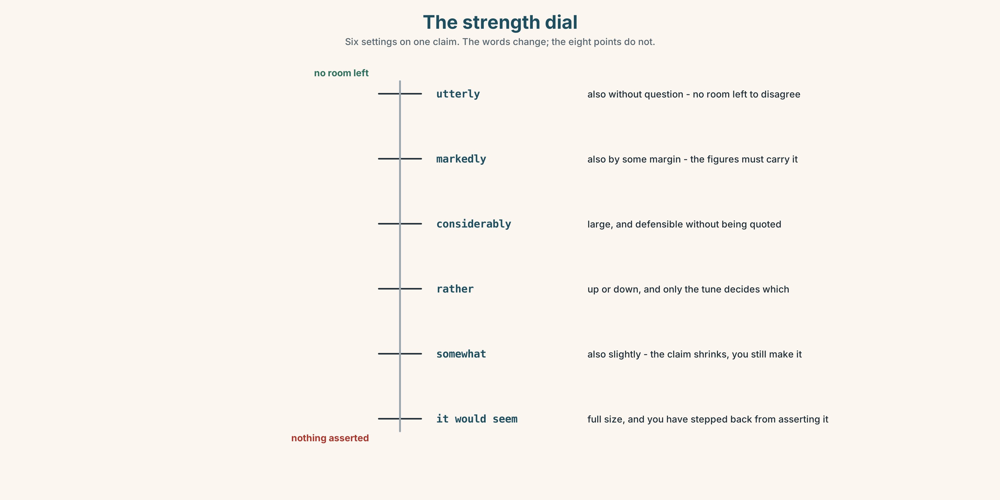 The strength dial
Six settings on one claim. The words change; the eight points do not.
no room left
utterly also without question - no room left to disagree
markedly also by some margin - the figures must carry it
considerably large, and defensible without being quoted
rather up or down, and only the tune decides which
somewhat also slightly - the claim shrinks, you still make it
it would seem full size, and you have stepped back from asserting it
nothing asserted